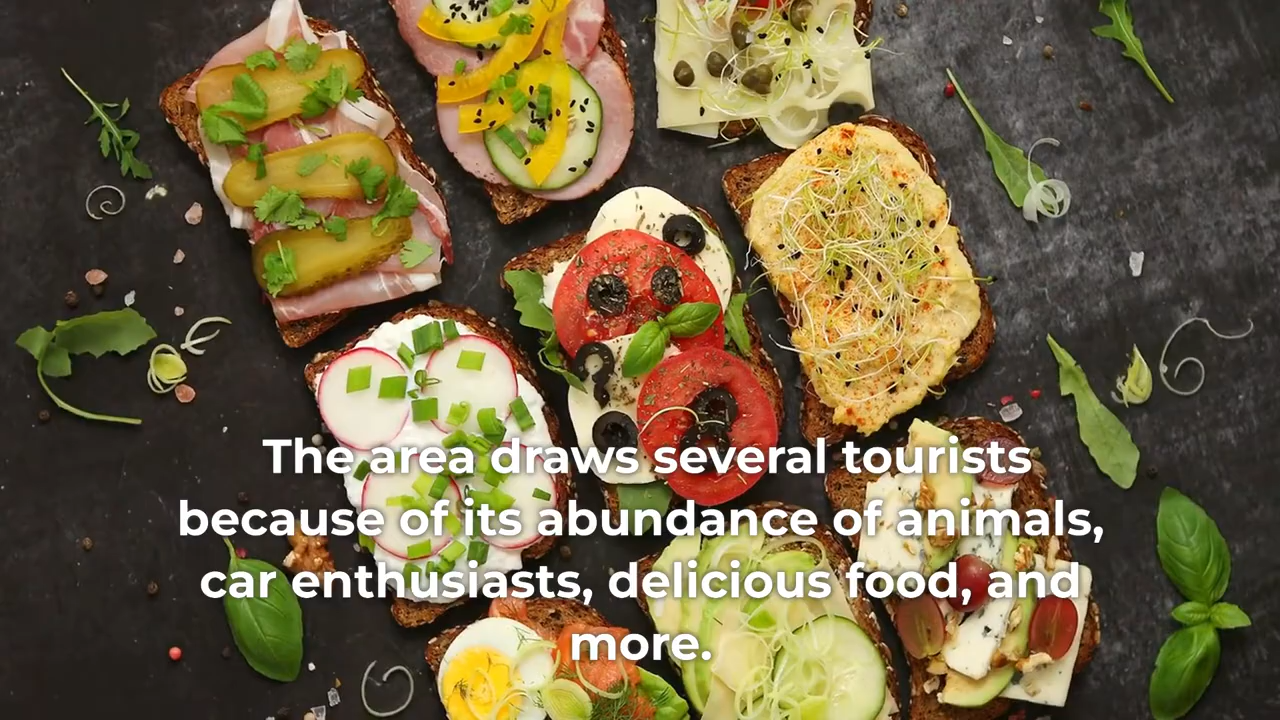 The area draws several tourists
because of its abundance of animals,
car enthusiasts, delicious food, and
more.